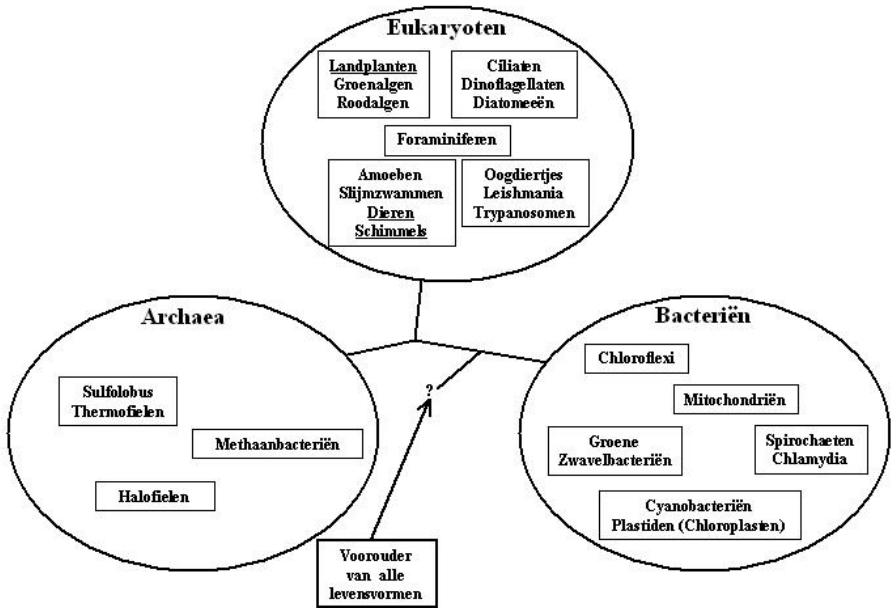 Eukaryoten
Landplanten
Groenalgen
Roodalgen
Ciliaten
Dinoflagellaten
Diatomeeën
Foraminiferen
Amoeben
Slijmzwammen
Dieren
Schimmels
Oogdiertjes
Leishmania
Trypanosomen
Archaea
Sulfolobus
Thermofielen
Methaanbacteriën
Halofielen
Bacteriën
Chloroflexi
Mitochondriën
Groene
Zwavelbacteriën
Spirochaeten
Chlamydia
Cyanobacteriën
Plastiden (Chloroplasten)
?
Voorouder
van alle
levensvormen